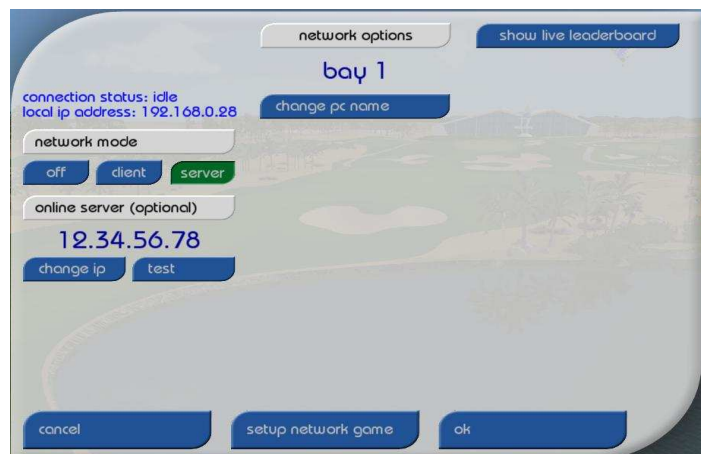 network options
show live leaderboard
bay 1
connection status: idle
local ip address: 192.168.0.28
change pc name
network mode
off
client
server
online server (optional)
12.34.56.78
change ip
test
cancel
setup network game
ok